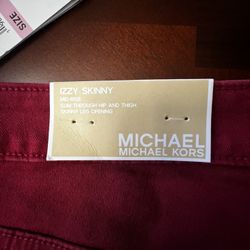 SIZE
IZZY SKINNY
MID-RISE
SLIM THROUGH HIP AND THIGH
SKINNY LEG OPENING
MICHAEL
MICHAEL KORS